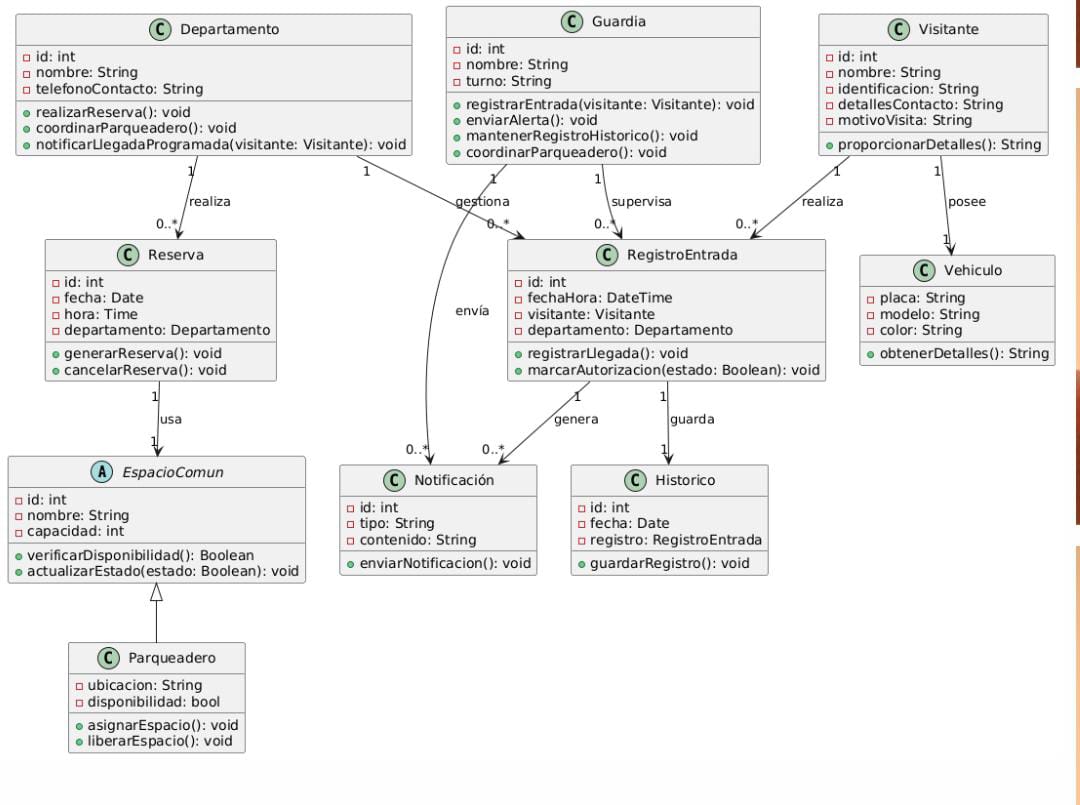 C Departamento
id: int
nombre: String
telefonoContacto: String
realizarReserva(): void
coordinarParqueadero(): void
notificarLlegadaProgramada(visitante: Visitante): void
C Guardia
id: int
nombre: String
turno: String
registrarEntrada(visitante: Visitante): void
enviarAlerta(): void
mantenerRegistroHistorico(): void
coordinarParqueadero(): void
C Visitante
id: int
nombre: String
identificacion: String
detallesContacto: String
motivoVisita: String
proporcionarDetalles(): String
1
realiza
0..*
1
gestiona
0..*
1
envía
0..*
1
supervisa
0..*
1
realiza
0..*
1
posee
1
C Reserva
id: int
fecha: Date
hora: Time
departamento: Departamento
generarReserva(): void
cancelarReserva(): void
C RegistroEntrada
id: int
fechaHora: DateTime
visitante: Visitante
departamento: Departamento
registrarLlegada(): void
marcarAutorizacion(estado: Boolean): void
C Vehiculo
placa: String
modelo: String
color: String
obtenerDetalles(): String
1
usa
1
1
genera
0..*
1
guarda
1
A EspacioComun
id: int
nombre: String
capacidad: int
verificarDisponibilidad(): Boolean
actualizarEstado(estado: Boolean): void
C Notificación
id: int
tipo: String
contenido: String
enviarNotificacion(): void
C Historico
id: int
fecha: Date
registro: RegistroEntrada
guardarRegistro(): void
C Parqueadero
ubicacion: String
disponibilidad: bool
asignarEspacio(): void
liberarEspacio(): void